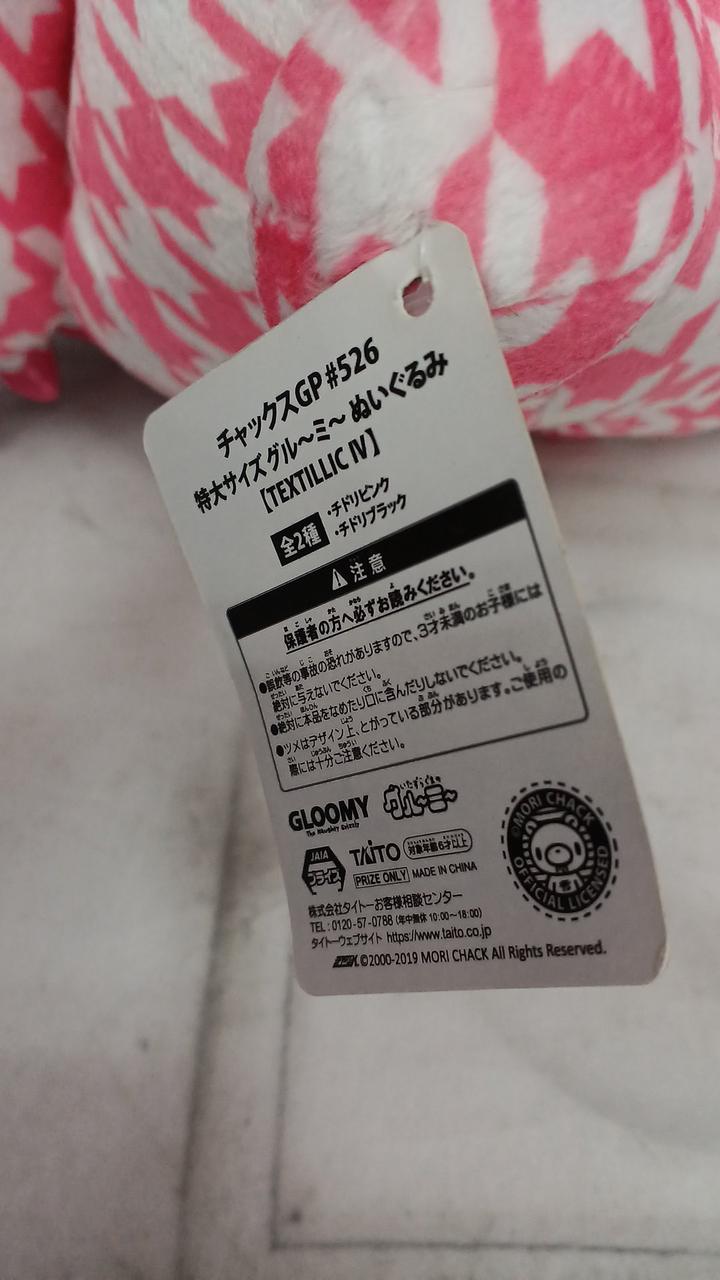 チャックスGP #526
特大サイズ グル〜ミ〜 ぬいぐるみ
【TEXTILLIC Ⅳ】
全2種
・チドリピンク
・チドリブラック
注意
保護者の方へ必ずお読みください。
●誤飲等の事故の恐れがありますので、3才未満のお子様には
絶対に与えないでください。
●絶対に本品をなめたり口に含んだりしないでください。
●ツメはデザイン上、とがっている部分があります。ご使用の
際には十分ご注意ください。
GLOOMY
The Naughty Grizzly
いたずらぐまの
グル〜ミ〜
JAIA
プライズ
TAITO
対象年齢6才以上
PRIZE ONLY
MADE IN CHINA
株式会社タイトーお客様相談センター
TEL : 0120-57-0788 (年中無休 10:00〜18:00)
タイトーウェブサイト https://www.taito.co.jp
©2000-2019 MORI CHACK All Rights Reserved.
©MORI CHACK
OFFICIAL LICENSED